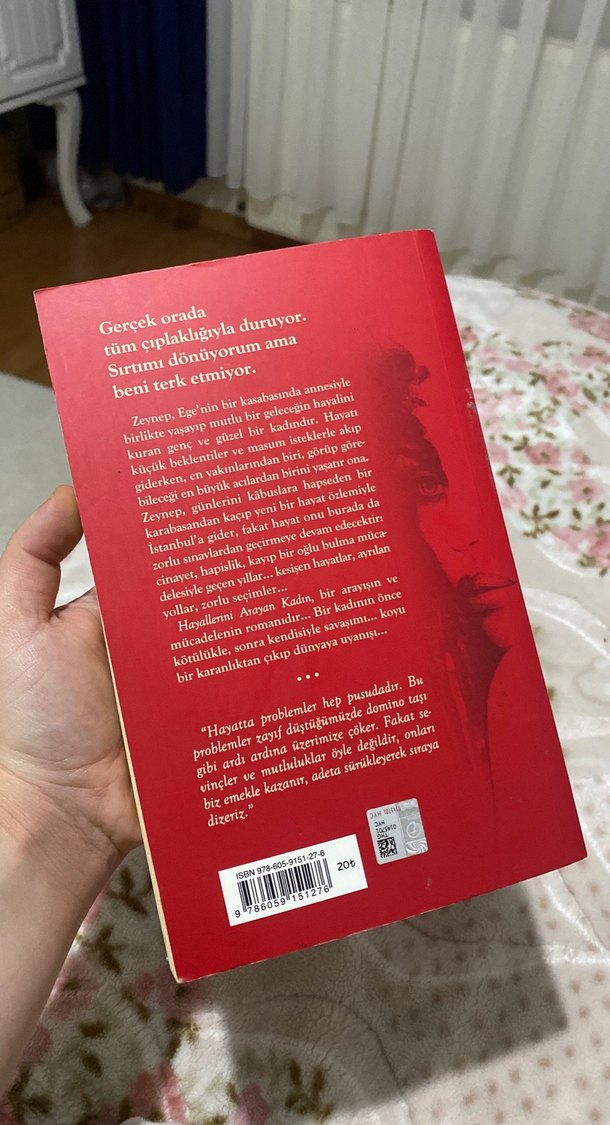 Gerçek orada
tüm çıplaklığıyla duruyor.
Sırtımı dönüyorum ama
beni terk etmiyor.
Zeynep, Ege'nin bir kasabasında annesiyle
birlikte yaşayıp mutlu bir geleceğin hayalini
kuran genç ve güzel bir kadındır. Hayatı
küçük beklentiler ve masum isteklerle akıp
giderken, en yakınlarından biri, görüp göre-
bileceği en büyük acılardan birini yaşatır ona.
Zeynep, günlerini kâbuslara hapseden bir
karabasandan kaçıp yeni bir hayat özlemiyle
İstanbul'a gider, fakat hayat onu burada da
zorlu sınavlardan geçirmeye devam edecektir:
cinayet, hapislik, kayıp bir oğlu bulma müca-
delesiyle geçen yıllar... kesişen hayatlar, ayrılan
yollar, zorlu seçimler...
Hayallerini Arayan Kadın, bir arayışın ve
mücadelenin romanıdır... Bir kadının önce
kötülükle, sonra kendisiyle savaşımı... koyu
bir karanlıktan çıkıp dünyaya uyanışı...
•••
“Hayatta problemler hep pusudadır. Bu
problemler zayıf düştüğümüzde domino taşı
gibi ardı ardına üzerimize çöker. Fakat se-
vinçler ve mutluluklar öyle değildir, onları
biz emekle kazanır, adeta sürükleyerek sıraya
dizeriz.”
ISBN 978-605-9151-27-6
20₺
9 786059 151276
THG
HYC